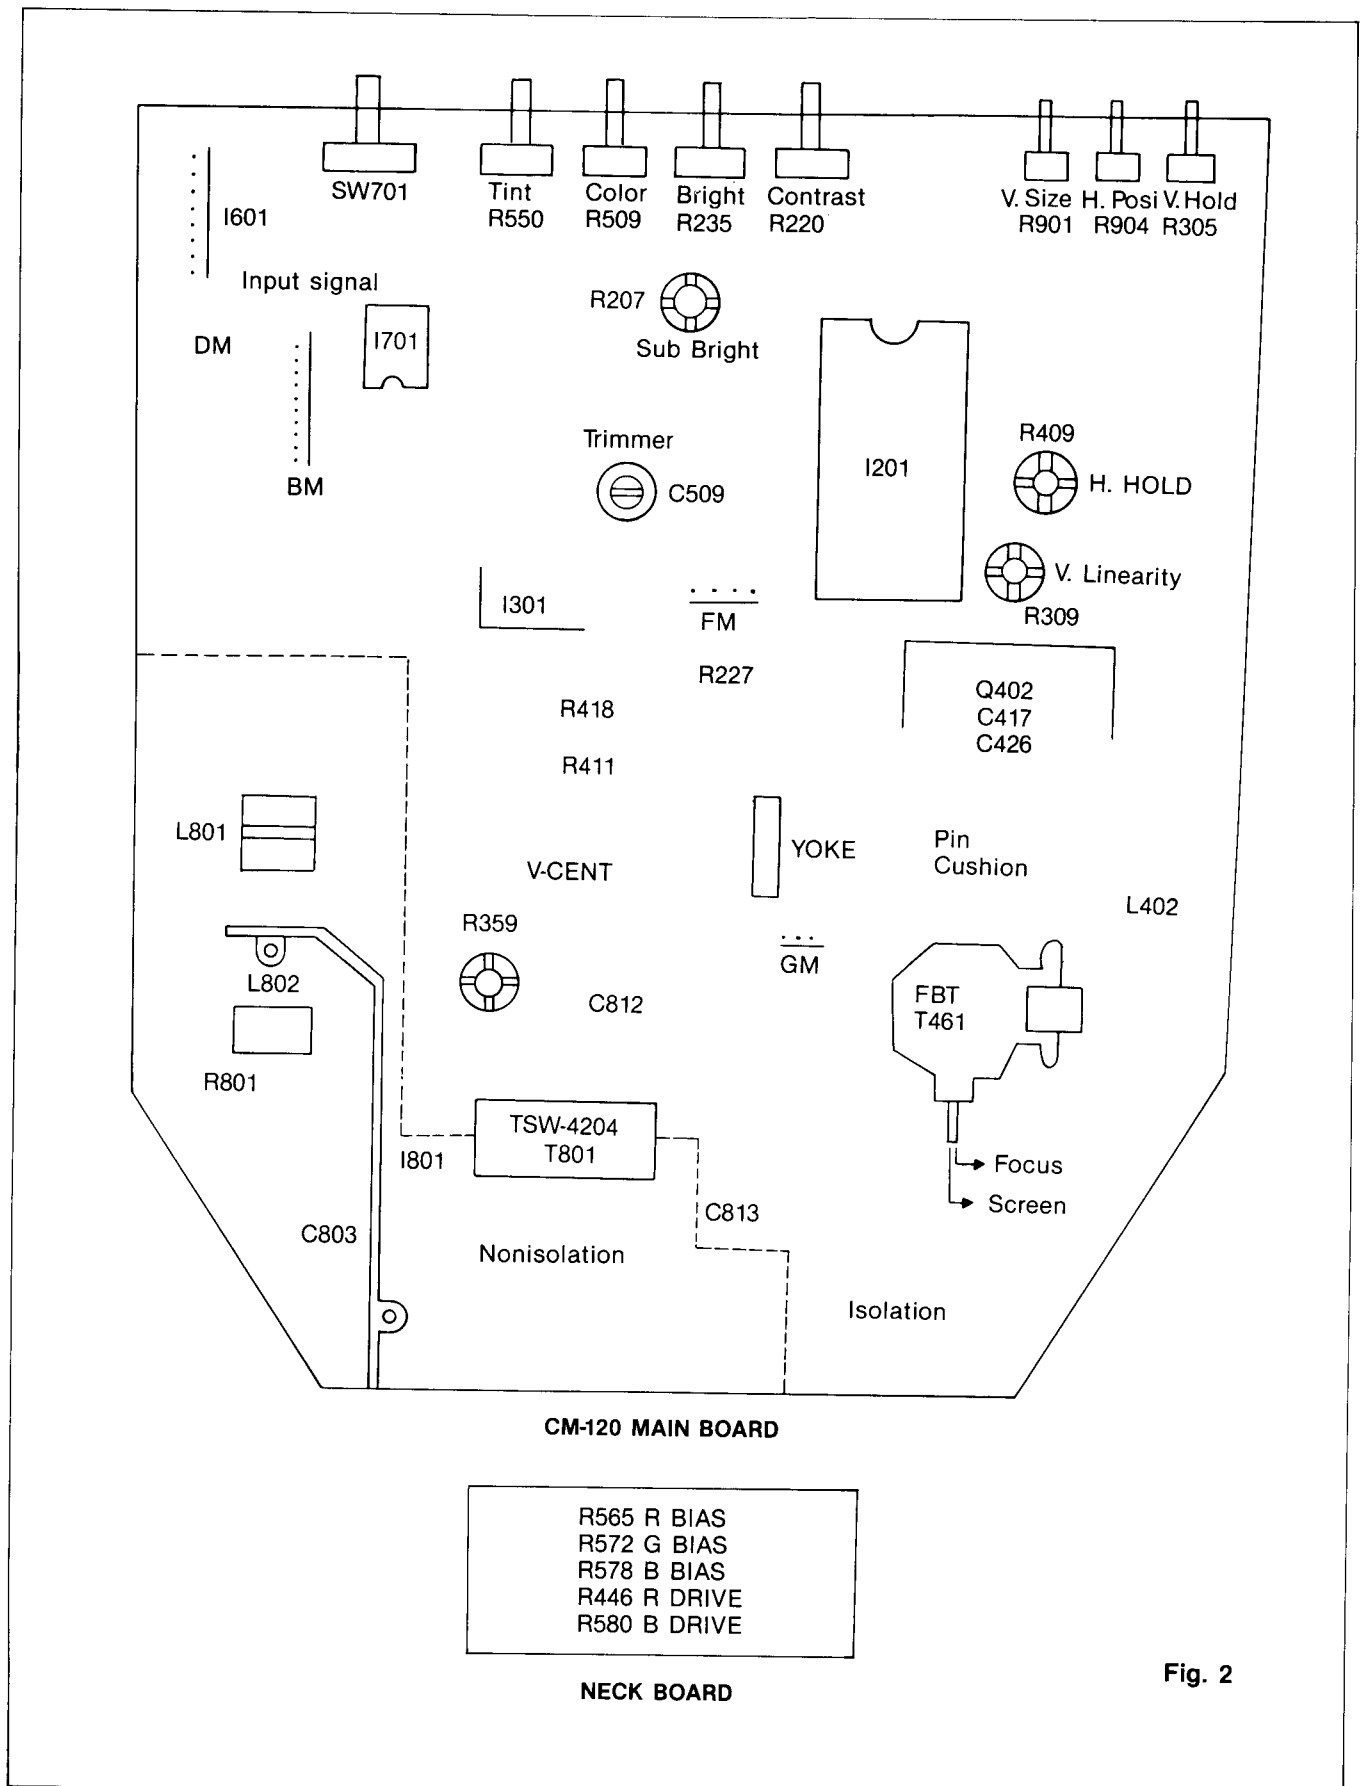 SW701
Tint
R550
Color
R509
Bright
R235
Contrast
R220
V. Size
R901
H. Posi
R904
V. Hold
R305
I601
Input signal
DM
I701
BM
R207
Sub Bright
Trimmer
C509
I201
R409
H. HOLD
V. Linearity
R309
I301
FM
R227
R418
R411
Q402
C417
C426
L801
V-CENT
YOKE
Pin
Cushion
L402
R359
GM
L802
C812
FBT
T461
R801
TSW-4204
T801
I801
Focus
Screen
C803
C813
Nonisolation
Isolation
CM-120 MAIN BOARD
R565 R BIAS
R572 G BIAS
R578 B BIAS
R446 R DRIVE
R580 B DRIVE
NECK BOARD
Fig. 2